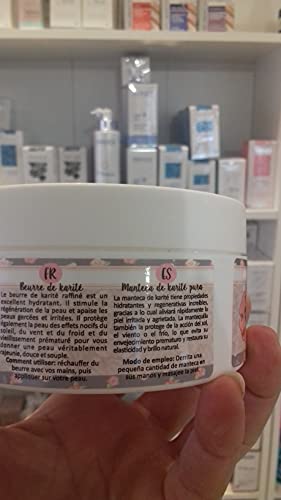 FR
Beurre de karité
Le beurre de karité raffiné est un
excellent hydratant, Il stimule la
régénération de la peau et apaise les
peaux gercées et irritées. Il protège
également la peau des effets nocifs du
soleil, du vent et du froid et du
vieillissement prématuré pour vous
donner une peau véritablement
rajeunie, douce et souple.
Comment utiliser: réchauffer du
beurre avec vos mains, puis
appliquer sur votre peau.
ES
Manteca de karité pura
La manteca de karité tiene propiedades
hidratantes y regenerativas increíbles,
gracias a lo cual aliviará rápidamente la
piel irritada y agrietada. La mantequilla
también la protege de la acción del sol,
el viento o el frío, lo que evita su
envejecimiento prematuro y restaura su
elasticidad y brillo natural.
Modo de empleo: Derrita una
pequeña cantidad de manteca en
sus manos y masajee la